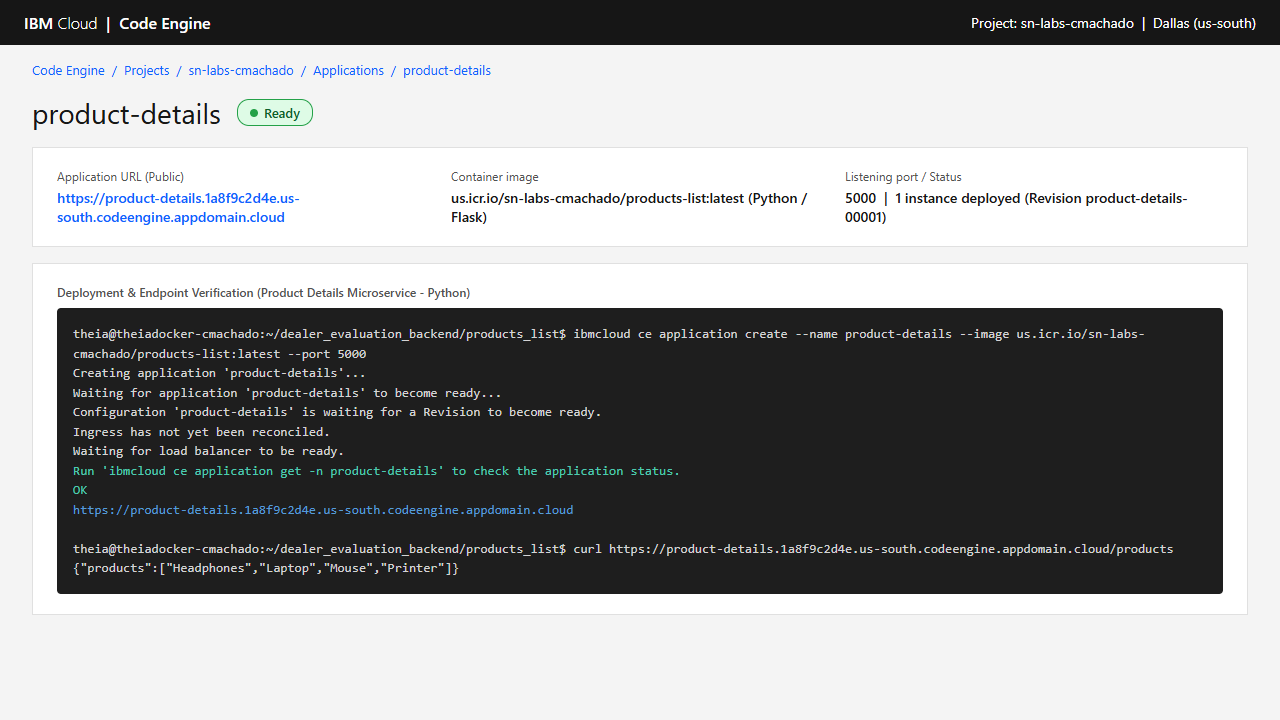 IBM Cloud | Code Engine
Project: sn-labs-cmachado | Dallas (us-south)
Code Engine / Projects / sn-labs-cmachado / Applications / product-details
product-details
Ready
Application URL (Public)
https://product-details.1a8f9c2d4e.us-
south.codeengine.appdomain.cloud
Container image
us.icr.io/sn-labs-cmachado/products-list:latest (Python /
Flask)
Listening port / Status
5000 | 1 instance deployed (Revision product-details-
00001)
Deployment & Endpoint Verification (Product Details Microservice - Python)
theia@theiadocker-cmachado:~/dealer_evaluation_backend/products_list$ ibmcloud ce application create --name product-details --image us.icr.io/sn-labs-
cmachado/products-list:latest --port 5000
Creating application 'product-details'...
Waiting for application 'product-details' to become ready...
Configuration 'product-details' is waiting for a Revision to become ready.
Ingress has not yet been reconciled.
Waiting for load balancer to be ready.
Run 'ibmcloud ce application get -n product-details' to check the application status.
OK
https://product-details.1a8f9c2d4e.us-south.codeengine.appdomain.cloud
theia@theiadocker-cmachado:~/dealer_evaluation_backend/products_list$ curl https://product-details.1a8f9c2d4e.us-south.codeengine.appdomain.cloud/products
{"products":["Headphones","Laptop","Mouse","Printer"]}